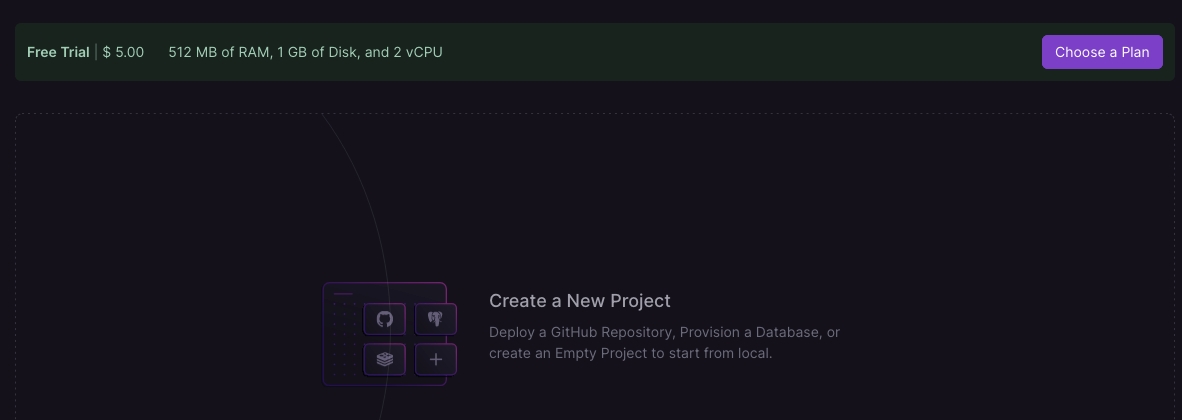 Free Trial | $ 5.00 512 MB of RAM, 1 GB of Disk, and 2 vCPU Choose a Plan
Create a New Project
Deploy a GitHub Repository, Provision a Database, or
create an Empty Project to start from local.